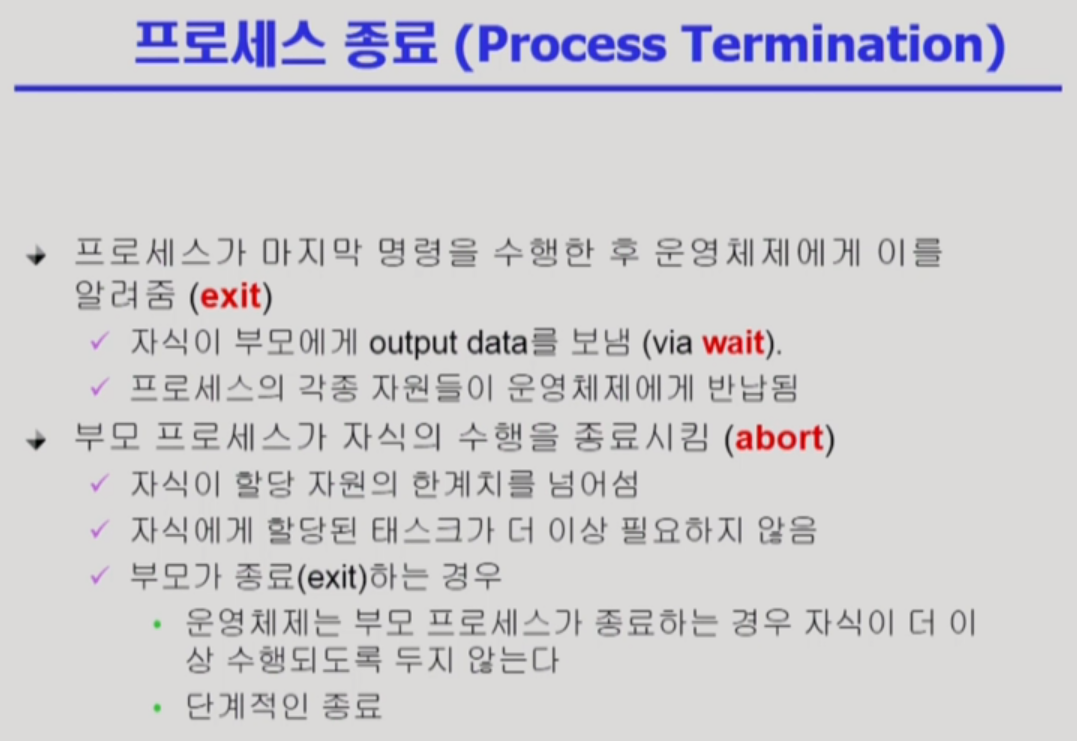 프로세스 종료 (Process Termination)
프로세스가 마지막 명령을 수행한 후 운영체제에게 이를
알려줌 (exit)
자식이 부모에게 output data를 보냄 (via wait).
프로세스의 각종 자원들이 운영체제에게 반납됨
부모 프로세스가 자식의 수행을 종료시킴 (abort)
자식이 할당 자원의 한계치를 넘어섬
자식에게 할당된 태스크가 더 이상 필요하지 않음
부모가 종료(exit)하는 경우
운영체제는 부모 프로세스가 종료하는 경우 자식이 더 이
상 수행되도록 두지 않는다
단계적인 종료